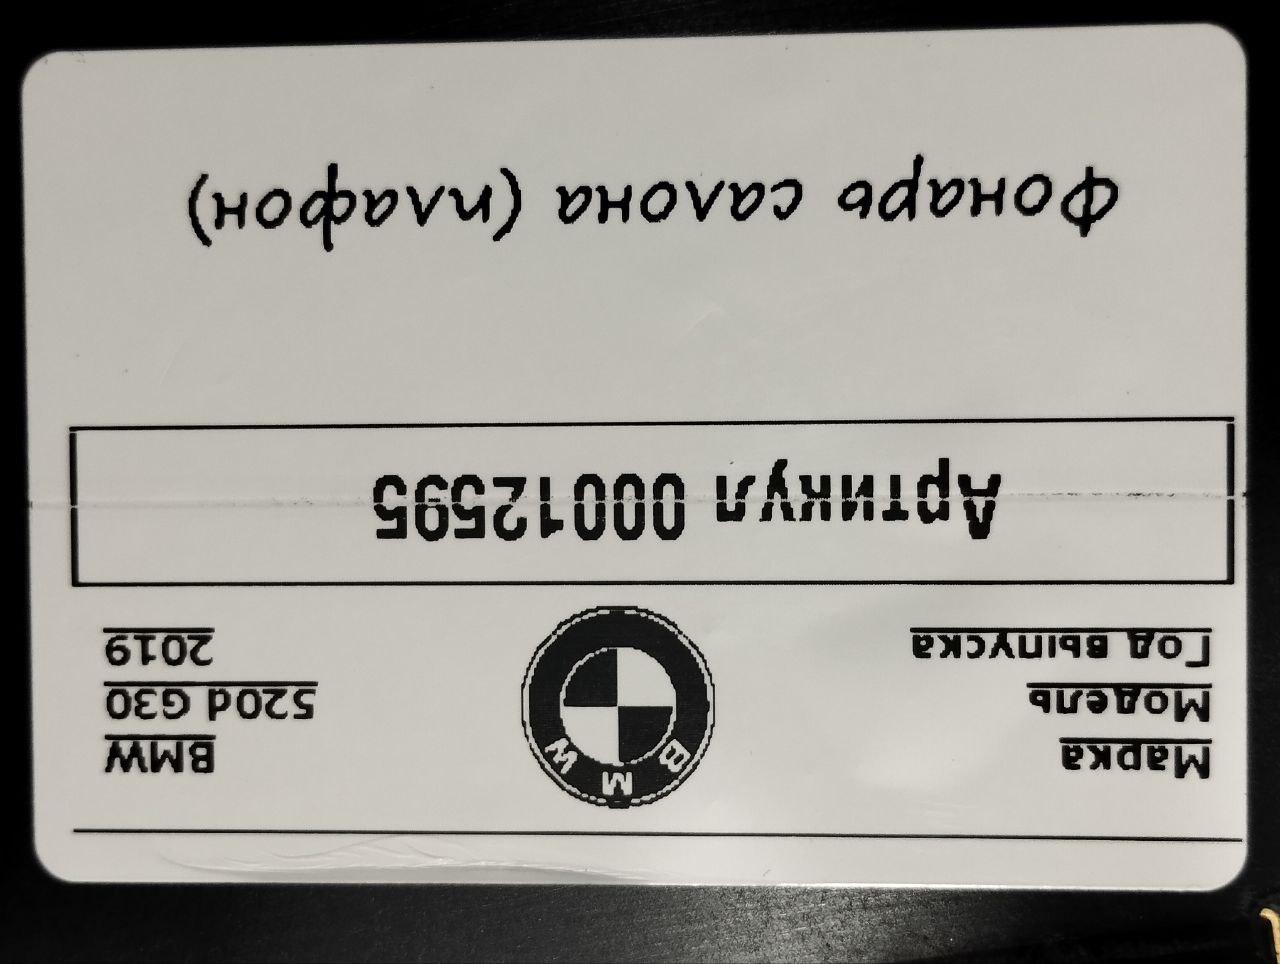 B M W
Марка BMW
Модель 520d G30
Год выпуска 2019
Артикул 00012595
Фонарь салона (плафон)